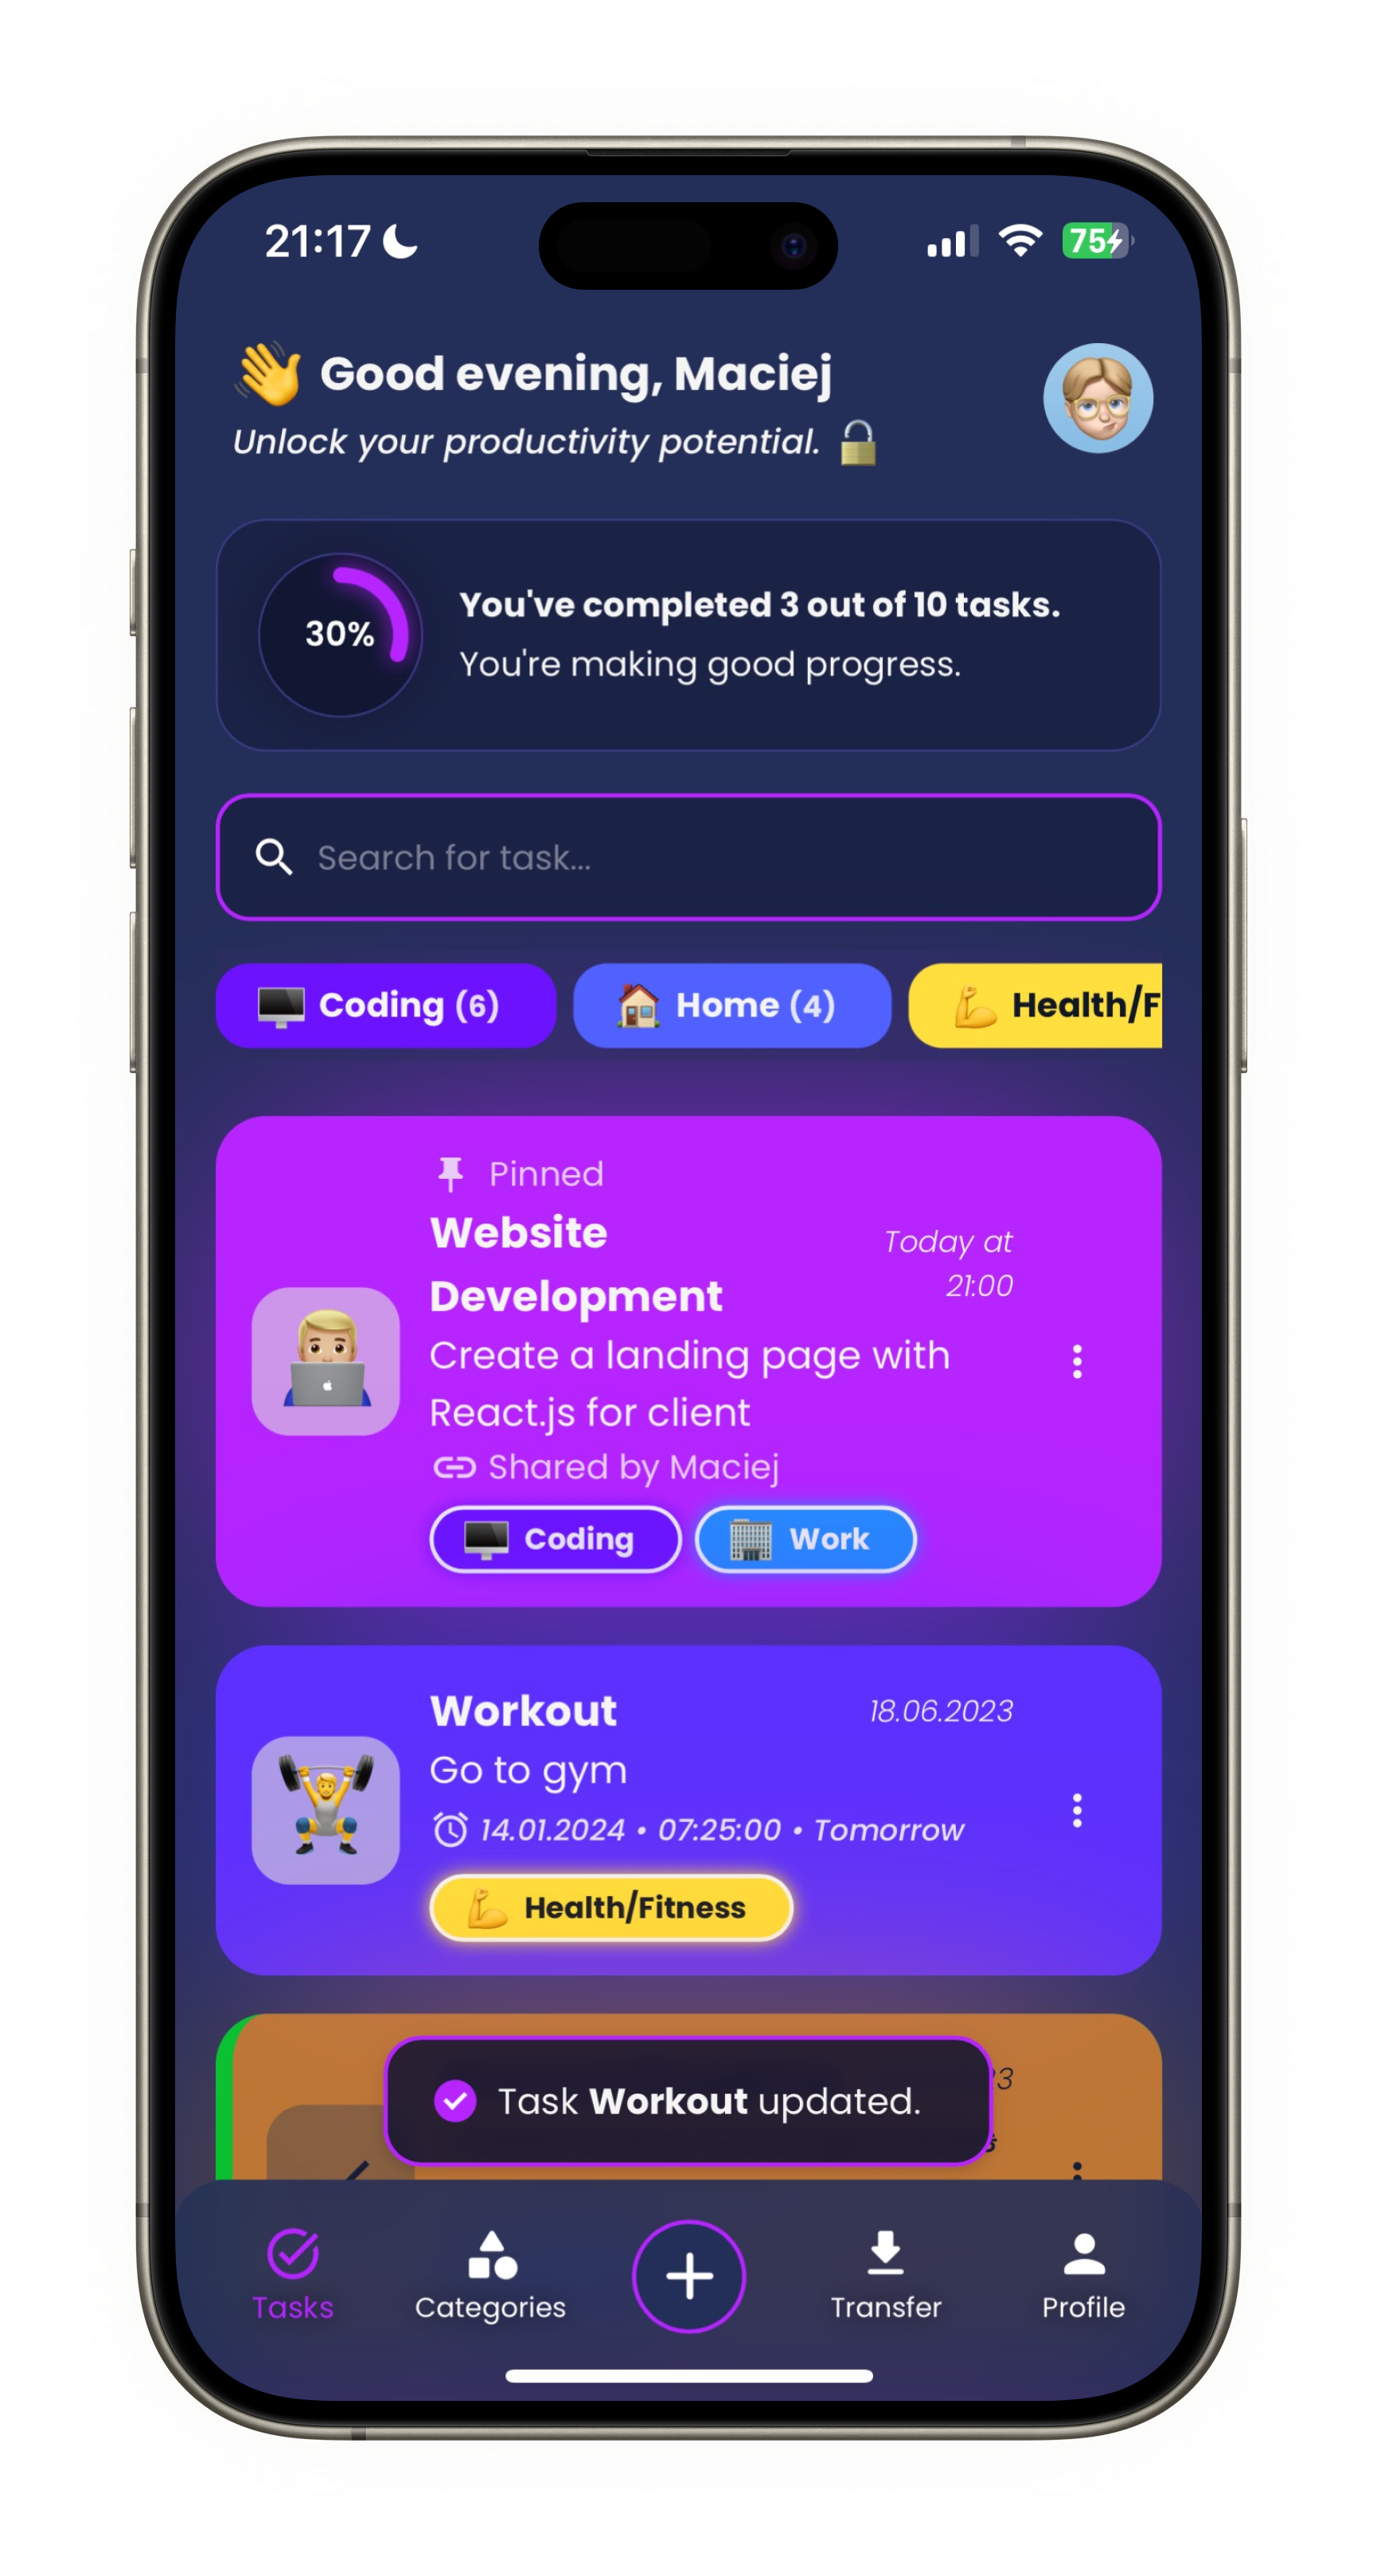 21:17
75
Good evening, Maciej
Unlock your productivity potential.
30%
You've completed 3 out of 10 tasks.
You're making good progress.
Search for task...
Coding (6)
Home (4)
Health/F
Pinned
Website
Development
Today at
21:00
Create a landing page with
React.js for client
Shared by Maciej
Coding
Work
Workout
18.06.2023
Go to gym
14.01.2024 • 07:25:00 • Tomorrow
Health/Fitness
Task Workout updated.
Tasks
Categories
Transfer
Profile